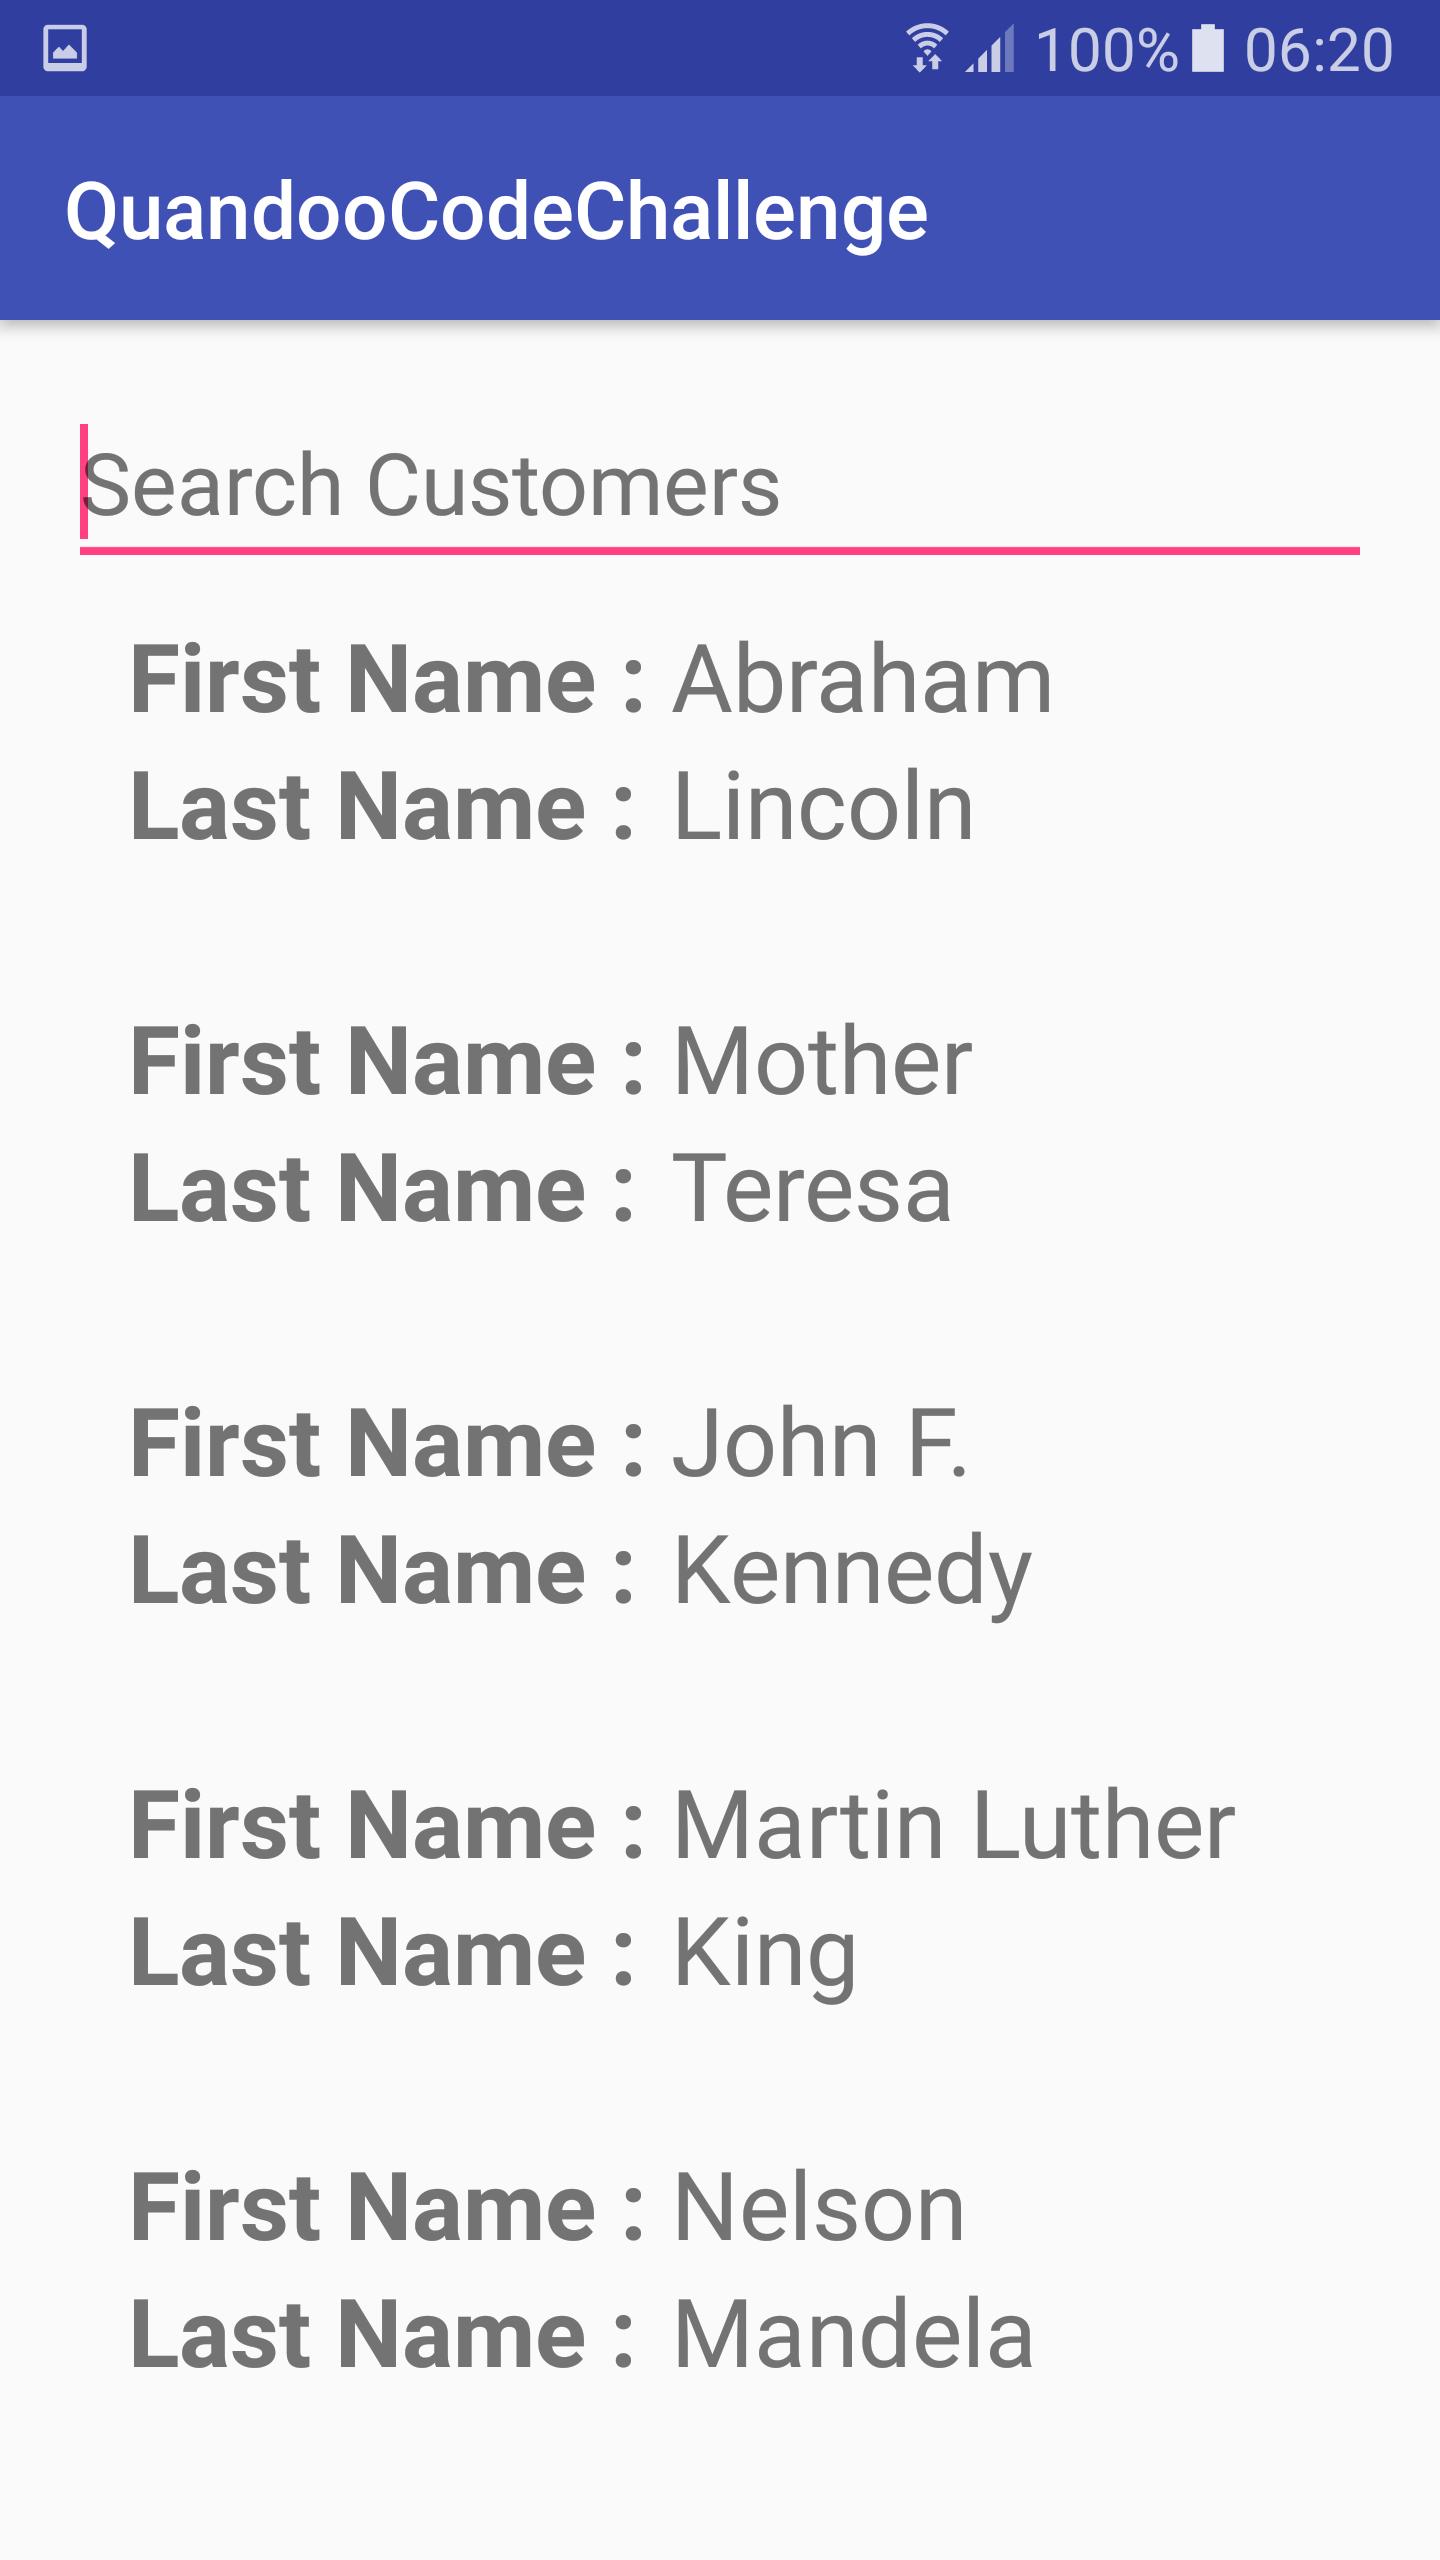 100% 06:20
QuandooCodeChallenge
Search Customers
First Name : Abraham
Last Name : Lincoln
First Name : Mother
Last Name : Teresa
First Name : John F.
Last Name : Kennedy
First Name : Martin Luther
Last Name : King
First Name : Nelson
Last Name : Mandela